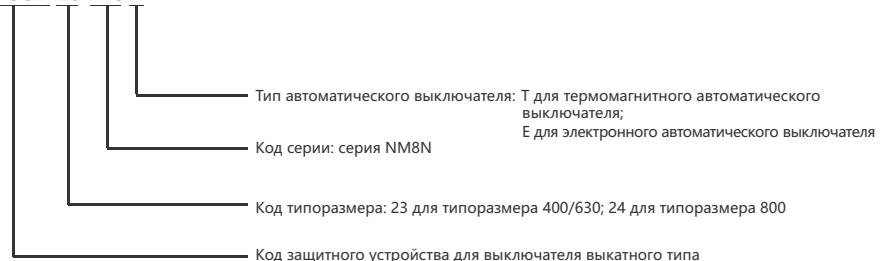 Тип автоматического выключателя: Т для термомагнитного автоматического
выключателя;
Е для электронного автоматического выключателя
Код серии: серия NM8N
Код типоразмера: 23 для типоразмера 400/630; 24 для типоразмера 800
Код защитного устройства для выключателя выкатного типа